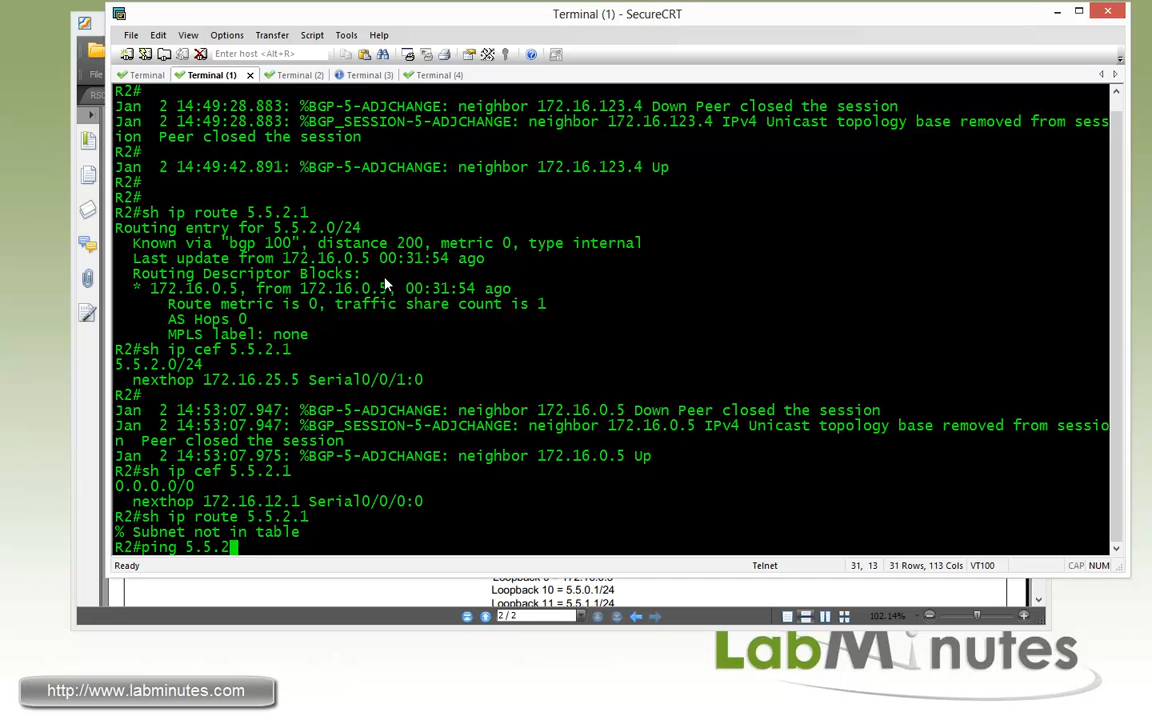 Terminal (1) - SecureCRT
File Edit View Options Transfer Script Tools Help
Enter host <Alt+R>
File
Terminal Terminal (1) Terminal (2) Terminal (3) Terminal (4)
R2#
Jan  2 14:49:28.883: %BGP-5-ADJCHANGE: neighbor 172.16.123.4 Down Peer closed the session
Jan  2 14:49:28.883: %BGP_SESSION-5-ADJCHANGE: neighbor 172.16.123.4 IPv4 Unicast topology base removed from sess
ion  Peer closed the session
R2#
Jan  2 14:49:42.891: %BGP-5-ADJCHANGE: neighbor 172.16.123.4 Up
R2#
R2#
R2#sh ip route 5.5.2.1
Routing entry for 5.5.2.0/24
  Known via "bgp 100", distance 200, metric 0, type internal
  Last update from 172.16.0.5 00:31:54 ago
  Routing Descriptor Blocks:
  * 172.16.0.5, from 172.16.0.5, 00:31:54 ago
      Route metric is 0, traffic share count is 1
      AS Hops 0
      MPLS label: none
R2#sh ip cef 5.5.2.1
5.5.2.0/24
  nexthop 172.16.25.5 Serial0/0/1:0
R2#
Jan  2 14:53:07.947: %BGP-5-ADJCHANGE: neighbor 172.16.0.5 Down Peer closed the session
Jan  2 14:53:07.947: %BGP_SESSION-5-ADJCHANGE: neighbor 172.16.0.5 IPv4 Unicast topology base removed from sessio
n  Peer closed the session
Jan  2 14:53:07.975: %BGP-5-ADJCHANGE: neighbor 172.16.0.5 Up
R2#sh ip cef 5.5.2.1
0.0.0.0/0
  nexthop 172.16.12.1 Serial0/0/0:0
R2#sh ip route 5.5.2.1
% Subnet not in table
R2#ping 5.5.2
Ready Telnet 31, 13 31 Rows, 113 Cols VT100 CAP NUM
Loopback 10 = 5.5.0.1/24
Loopback 11 = 5.5.1.1/24
2 / 2 102.14%
LabMinutes
http://www.labminutes.com